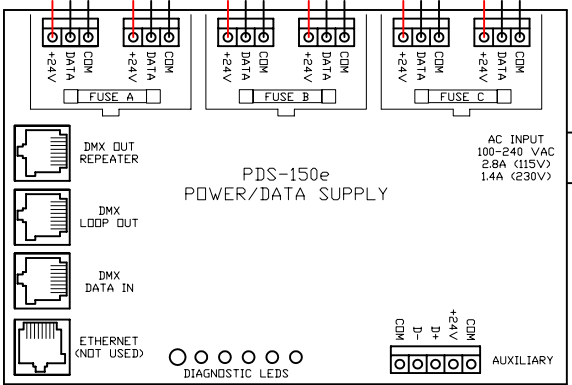 +24V DATA COM +24V DATA COM +24V DATA COM +24V DATA COM +24V DATA COM +24V DATA COM
FUSE A FUSE B FUSE C
DMX OUT
REPEATER
AC INPUT
100-240 VAC
2.8A (115V)
1.4A (230V)
PDS-150e
POWER/DATA SUPPLY
DMX
LOOP OUT
DMX
DATA IN
ETHERNET
(NOT USED)
DIAGNOSTIC LEDS
COM D- D+ +24V COM
AUXILIARY